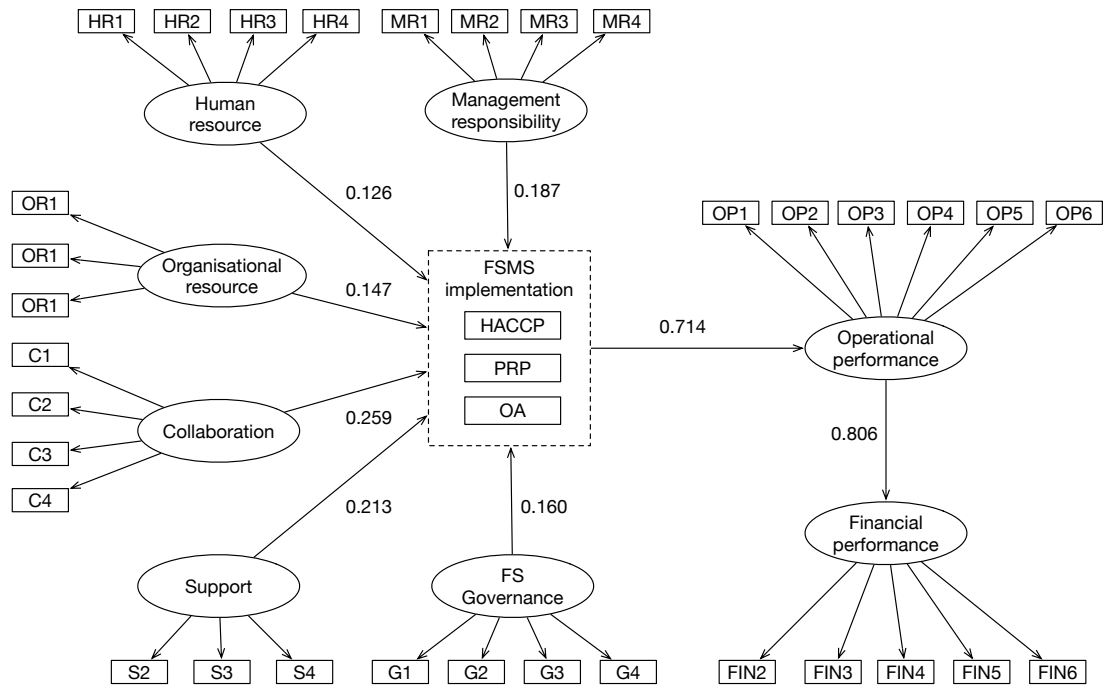 HR1
HR2
HR3
HR4
MR1
MR2
MR3
MR4
Human
resource
Management
responsibility
0.126
0.187
OR1
OR1
OR1
Organisational
resource
0.147
FSMS
implementation
HACCP
PRP
OA
0.714
OP1
OP2
OP3
OP4
OP5
OP6
Operational
performance
C1
C2
C3
C4
Collaboration
0.259
0.806
0.213
0.160
Support
FS
Governance
Financial
performance
S2
S3
S4
G1
G2
G3
G4
FIN2
FIN3
FIN4
FIN5
FIN6